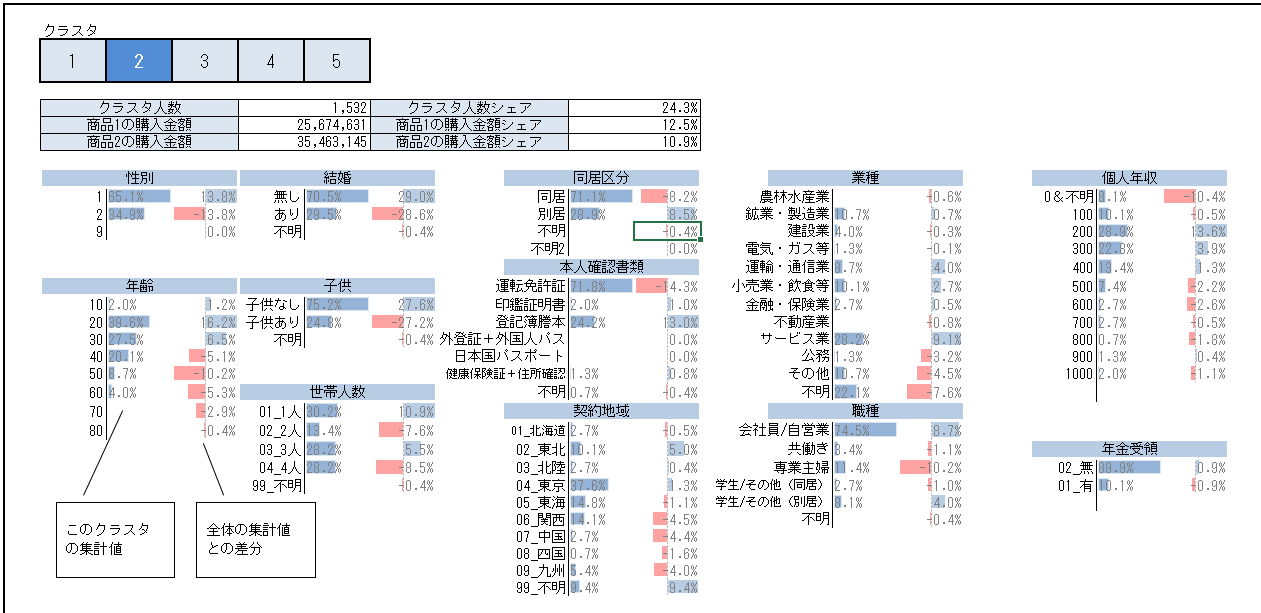 クラスタ
1 2 3 4 5
クラスタ人数 1,532 クラスタ人数シェア 24.3%
商品1の購入金額 25,674,631 商品1の購入金額シェア 12.5%
商品2の購入金額 35,463,145 商品2の購入金額シェア 10.9%
性別
1 65.1% 13.8%
2 34.9% -13.8%
9 0.0%
年齢
10 2.0% 1.2%
20 39.6% 16.2%
30 27.5% 6.5%
40 20.1% -5.1%
50 6.7% -10.2%
60 4.0% -5.3%
70 -2.9%
80 -0.4%
このクラスタ
の集計値
全体の集計値
との差分
結婚
無し 70.5% 29.0%
あり 29.5% -28.6%
不明 -0.4%
子供
子供なし 75.2% 27.6%
子供あり 24.8% -27.2%
不明 -0.4%
世帯人数
01_1人 30.2% 10.9%
02_2人 13.4% -7.6%
03_3人 28.2% 5.5%
04_4人 28.2% -8.5%
99_不明 -0.4%
同居区分
同居 71.1% -8.2%
別居 28.9% 8.5%
不明 -0.4%
不明2 0.0%
本人確認書類
運転免許証 71.8% -14.3%
印鑑証明書 2.0% 1.0%
登記簿謄本 24.2% 13.0%
外登証＋外国人パス 0.0%
日本国パスポート 0.0%
健康保険証＋住所確認 1.3% 0.8%
不明 0.7% -0.4%
契約地域
01_北海道 2.7% -0.5%
02_東北 10.1% 5.0%
03_北陸 2.7% 0.4%
04_東京 37.6% 1.3%
05_東海 14.8% -1.1%
06_関西 14.1% -4.5%
07_中国 2.7% -4.4%
08_四国 0.7% -1.6%
09_九州 5.4% -4.0%
99_不明 9.4% 9.4%
業種
農林水産業 -0.6%
鉱業・製造業 10.7% 0.7%
建設業 4.0% -0.3%
電気・ガス等 1.3% -0.1%
運輸・通信業 8.7% 4.0%
小売業・飲食等 10.1% 2.7%
金融・保険業 2.7% 0.5%
不動産業 -0.8%
サービス業 28.2% 9.1%
公務 1.3% -3.2%
その他 10.7% -4.5%
不明 22.1% -7.6%
職種
会社員/自営業 74.5% 8.7%
共働き 3.4% -1.1%
専業主婦 11.4% -10.2%
学生/その他（同居） 2.7% -1.0%
学生/その他（別居） 8.1% 4.0%
不明 -0.4%
個人年収
0＆不明 8.1% -10.4%
100 10.1% -0.5%
200 28.9% 13.6%
300 22.8% 3.9%
400 13.4% 1.3%
500 7.4% -2.2%
600 2.7% -2.6%
700 2.7% -0.5%
800 0.7% -1.8%
900 1.3% 0.4%
1000 2.0% -1.1%
年金受領
02_無 89.9% 0.9%
01_有 10.1% -0.9%